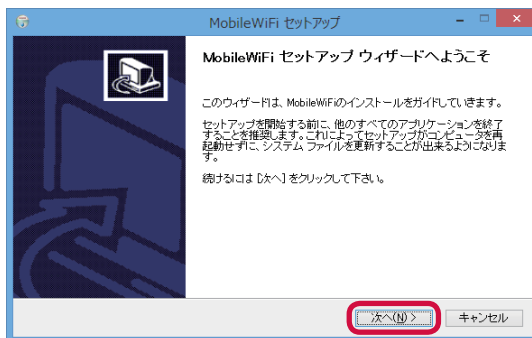 MobileWiFi セットアップ
MobileWiFi セットアップ ウィザードへようこそ
このウィザードは、MobileWiFiのインストールをガイドしていきます。
セットアップを開始する前に、他のすべてのアプリケーションを終了
することを推奨します。これによってセットアップがコンピュータを再
起動せずに、システム ファイルを更新することが出来るようになりま
す。
続けるには [次へ] をクリックして下さい。
次へ(N) >
キャンセル